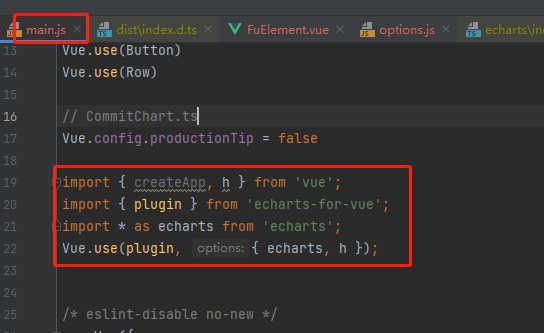 main.js × dist\index.d.ts × FuElement.vue × options.js × echarts\in
13 Vue.use(Button)
14 Vue.use(Row)
15
16 // CommitChart.ts
17 Vue.config.productionTip = false
18
19 import { createApp, h } from 'vue';
20 import { plugin } from 'echarts-for-vue';
21 import * as echarts from 'echarts';
22 Vue.use(plugin, options: { echarts, h });
23
24
25 /* eslint-disable no-new */